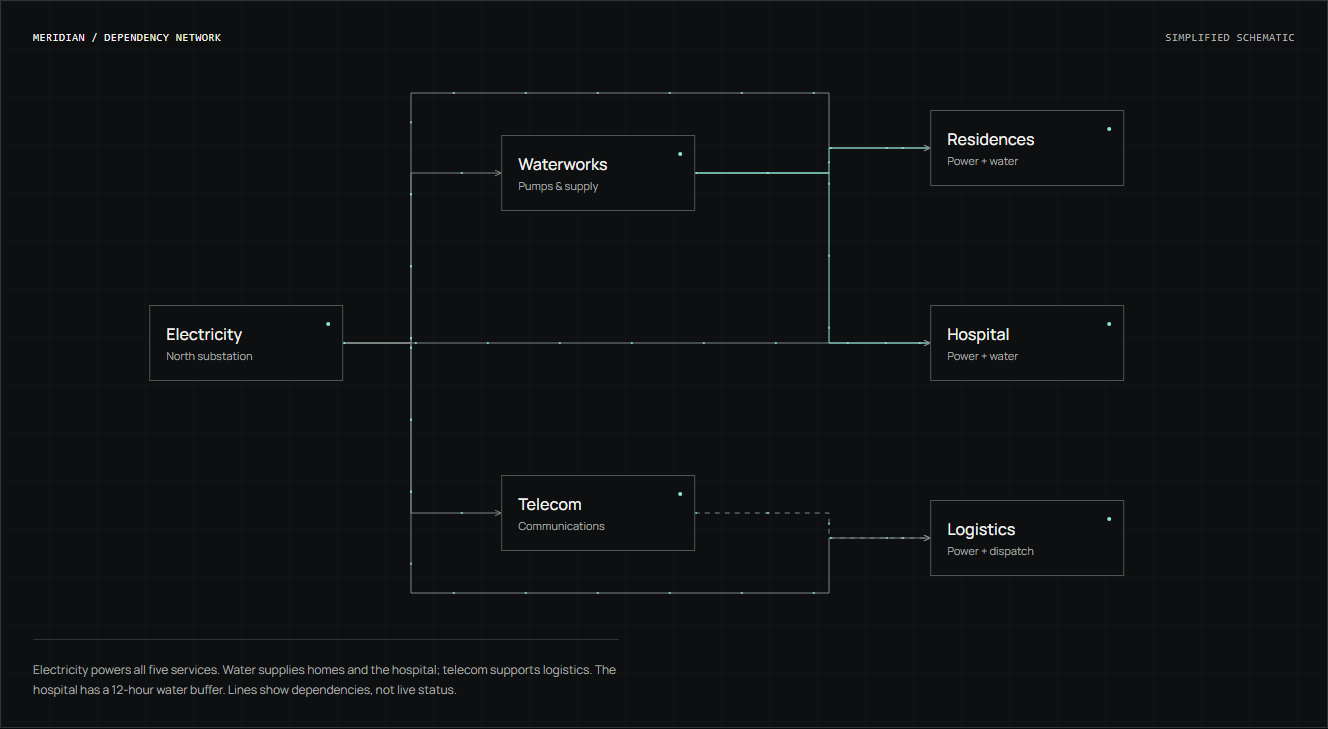 MERIDIAN / DEPENDENCY NETWORK
SIMPLIFIED SCHEMATIC
Residences
Power + water
Waterworks
Pumps & supply
Electricity
North substation
Hospital
Power + water
Telecom
Communications
Logistics
Power + dispatch
Electricity powers all five services. Water supplies homes and the hospital; telecom supports logistics. The
hospital has a 12-hour water buffer. Lines show dependencies, not live status.